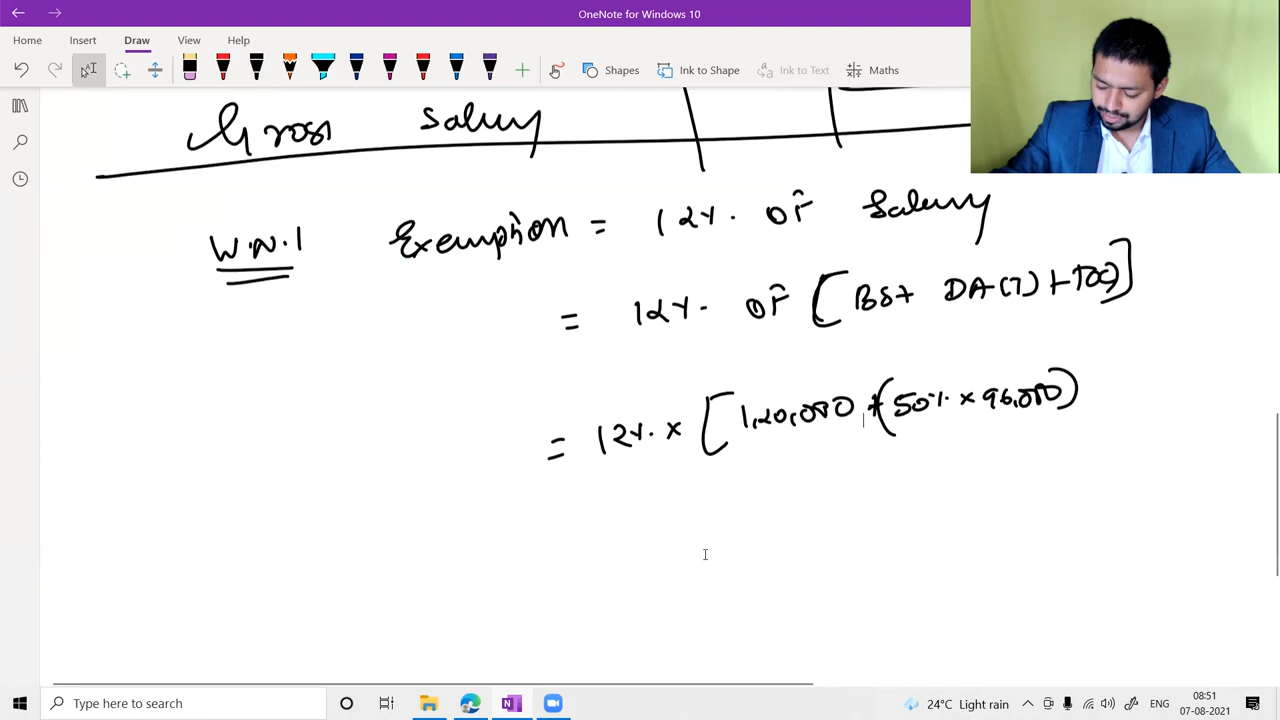 OneNote for Windows 10
Home Insert Draw View Help
Shapes Ink to Shape Ink to Text Maths
Gross Salary
W.N.1 Exemption = 12%. OF Salary
= 12%. OF [BS+ DA(T)+TOC)]
= 12%. x [1,20,000 + (50%. x 96,000)
Type here to search
24°C Light rain ENG 08:51
07-08-2021